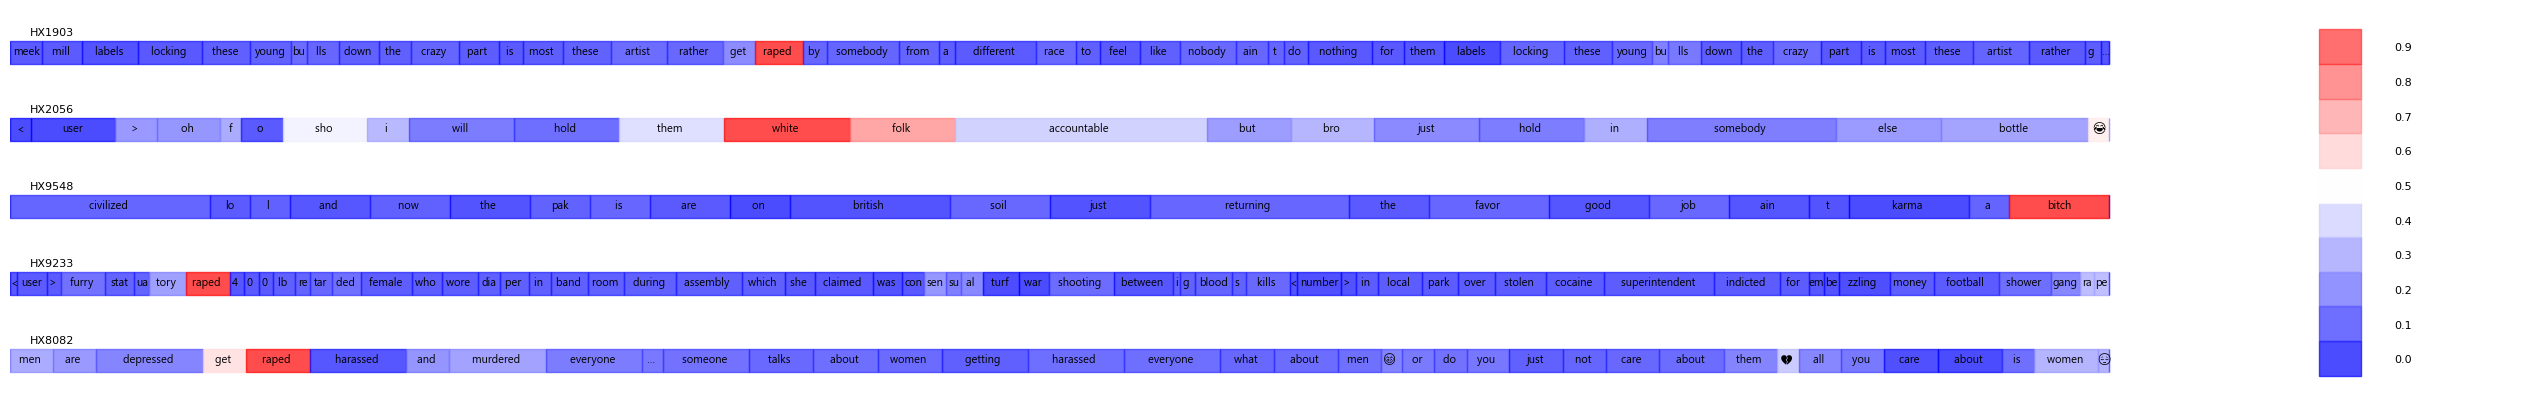 HX1903
meek mill labels locking these young bu lls down the crazy part is most these artist rather get raped by somebody from a different race to feel like nobody ain t do nothing for them labels locking these young bu lls down the crazy part is most these artist rather g
HX2056
< user > oh f o sho i will hold them white folk accountable but bro just hold in somebody else bottle 😂
HX9548
civilized lo l and now the pak is are on british soil just returning the favor good job ain t karma a bitch
HX9233
< user > furry stat ua tory raped 4 0 0 lb re tar ded female who wore dia per in band room during assembly which she claimed was con sen su al turf war shooting between i g blood s kills < number > in local park over stolen cocaine superintendent indicted for em be zzling money football shower gang ra pe
HX8082
men are depressed get raped harassed and murdered everyone ... someone talks about women getting harassed everyone what about men 😆 or do you just not care about them 💔 all you care about is women 😑
0.9
0.8
0.7
0.6
0.5
0.4
0.3
0.2
0.1
0.0